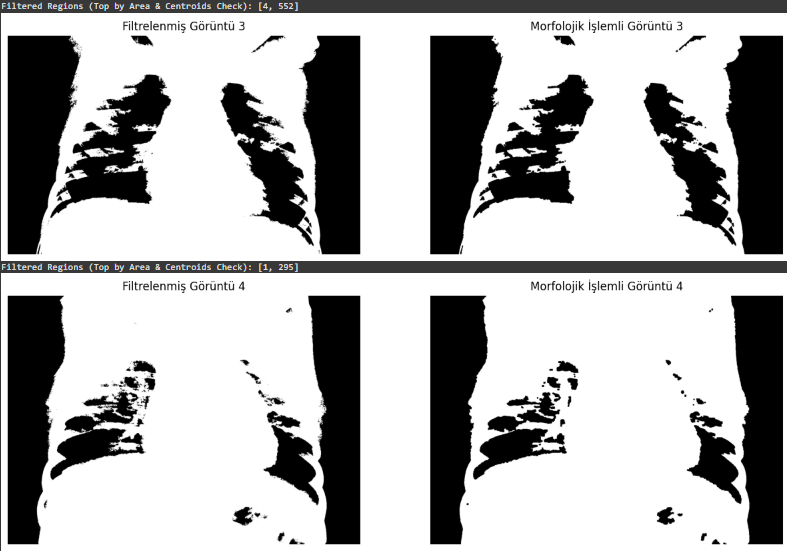 Filtered Regions (Top by Area & Centroids Check): [4, 552]
Filtrelenmiş Görüntü 3
Morfolojik İşlemli Görüntü 3
Filtered Regions (Top by Area & Centroids Check): [1, 295]
Filtrelenmiş Görüntü 4
Morfolojik İşlemli Görüntü 4